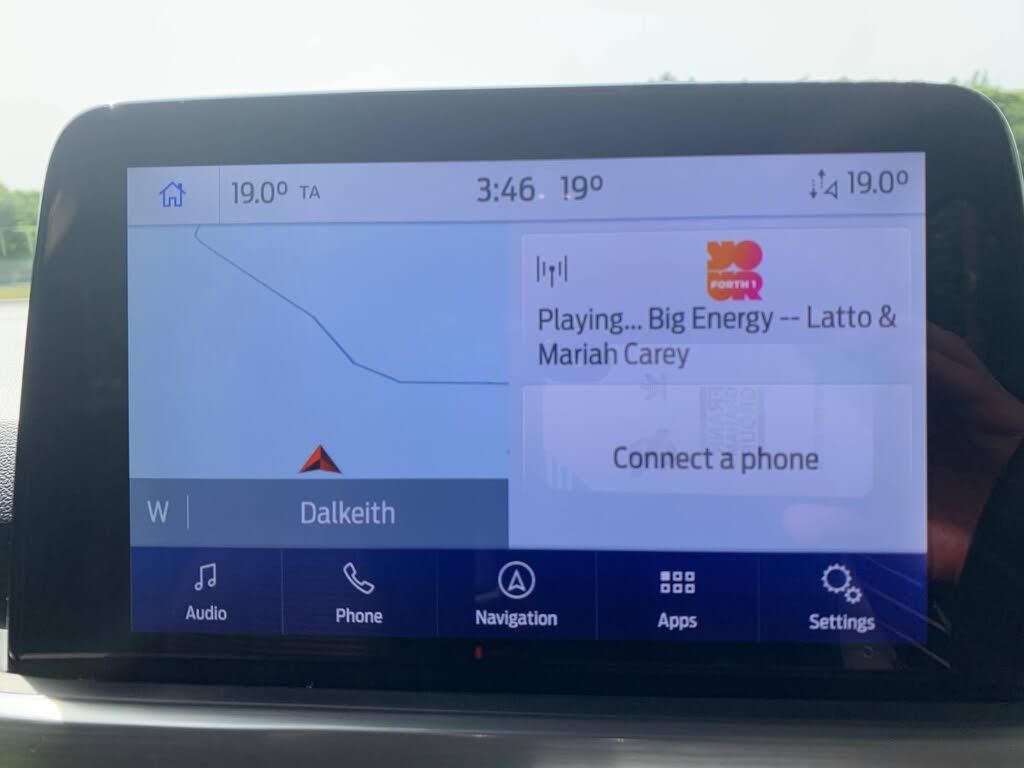 19.0° TA 3:46 19° 19.0°
YOUR
FORTH 1
Playing... Big Energy -- Latto &
Mariah Carey
Connect a phone
W Dalkeith
Audio Phone Navigation Apps Settings